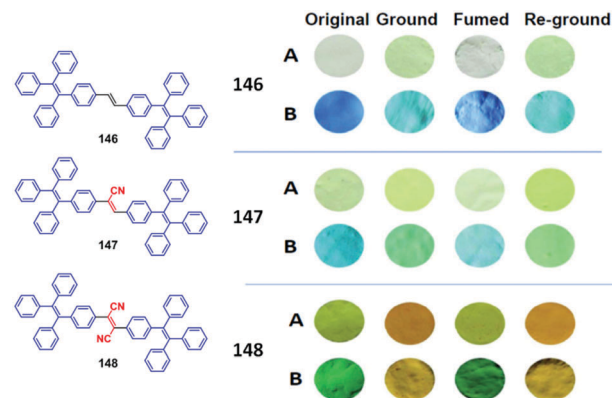 Original Ground Fumed Re-ground
146
A
B
146
CN
147
A
B
147
CN
NC
148
A
B
148